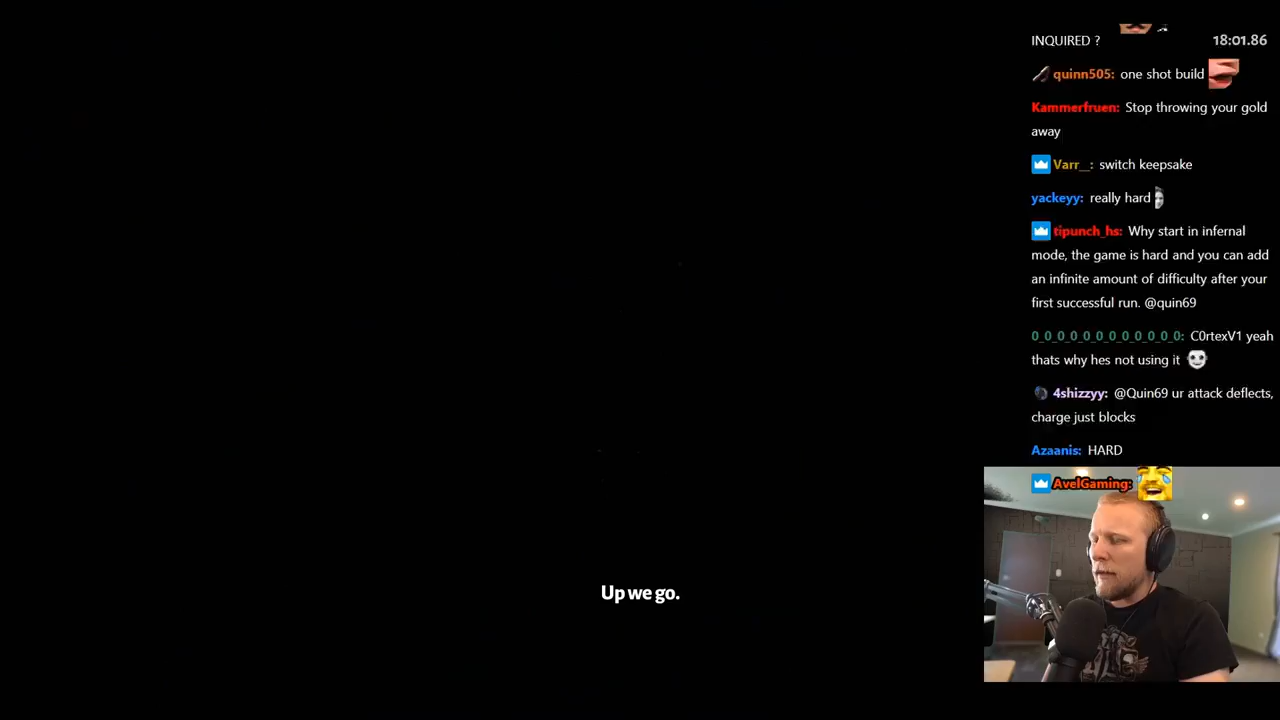 INQUIRED ?
18:01.86
quinn505: one shot build
Kammerfruen: Stop throwing your gold
away
Varr__: switch keepsake
yackeyy: really hard
tipunch_hs: Why start in infernal
mode, the game is hard and you can add
an infinite amount of difficulty after your
first successful run. @quin69
0_0_0_0_0_0_0_0_0_0_0_0: C0rtexV1 yeah
thats why hes not using it
4shizzyy: @Quin69 ur attack deflects,
charge just blocks
Azaanis: HARD
AvelGaming:
Up we go.